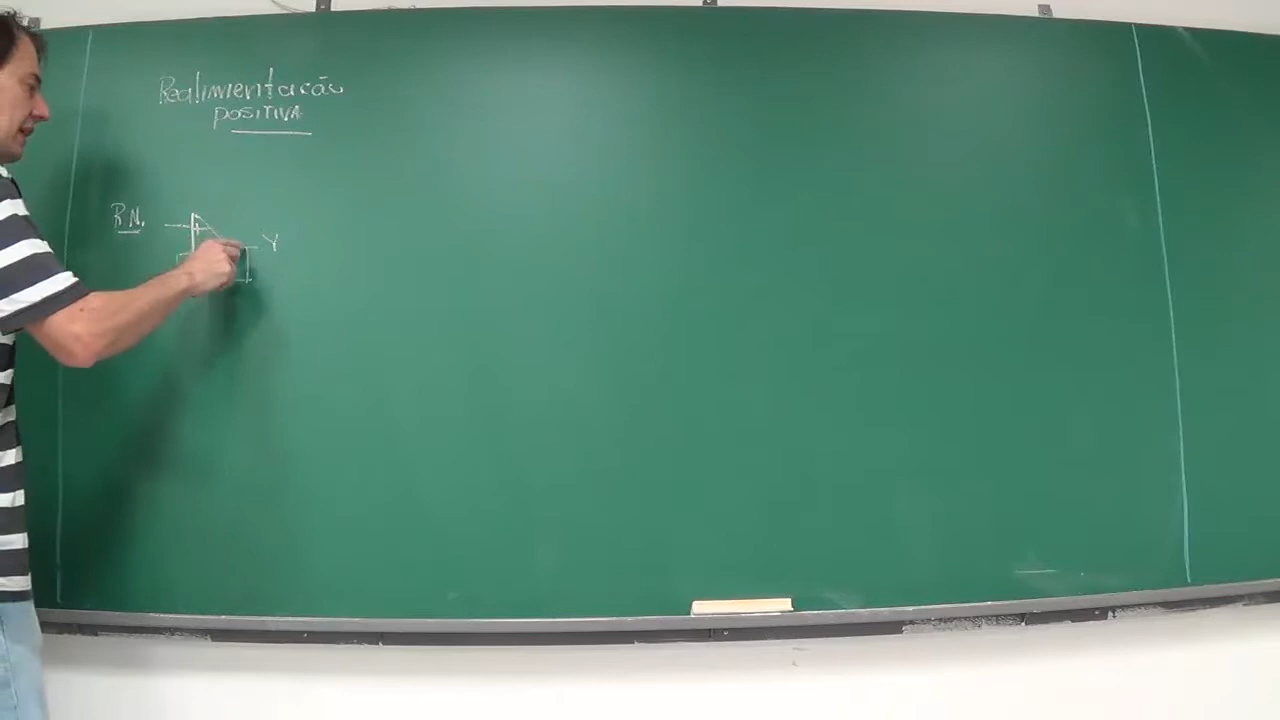 Realimentação
POSITIVA
R.N.
+
Y